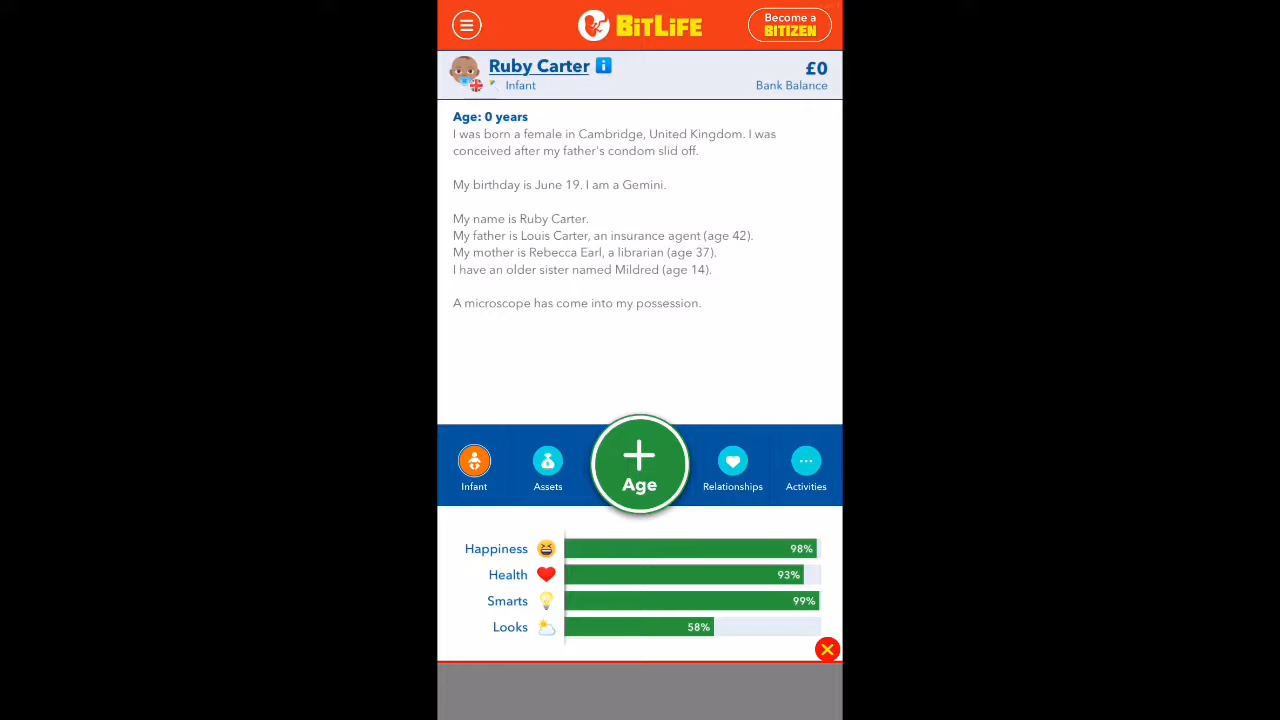 BITLIFE
Become a
BITIZEN
Ruby Carter
£0
Infant
Bank Balance
Age: 0 years
I was born a female in Cambridge, United Kingdom. I was
conceived after my father's condom slid off.
My birthday is June 19. I am a Gemini.
My name is Ruby Carter.
My father is Louis Carter, an insurance agent (age 42).
My mother is Rebecca Earl, a librarian (age 37).
I have an older sister named Mildred (age 14).
A microscope has come into my possession.
Infant
Assets
Age
Relationships
Activities
Happiness 98%
Health 93%
Smarts 99%
Looks 58%